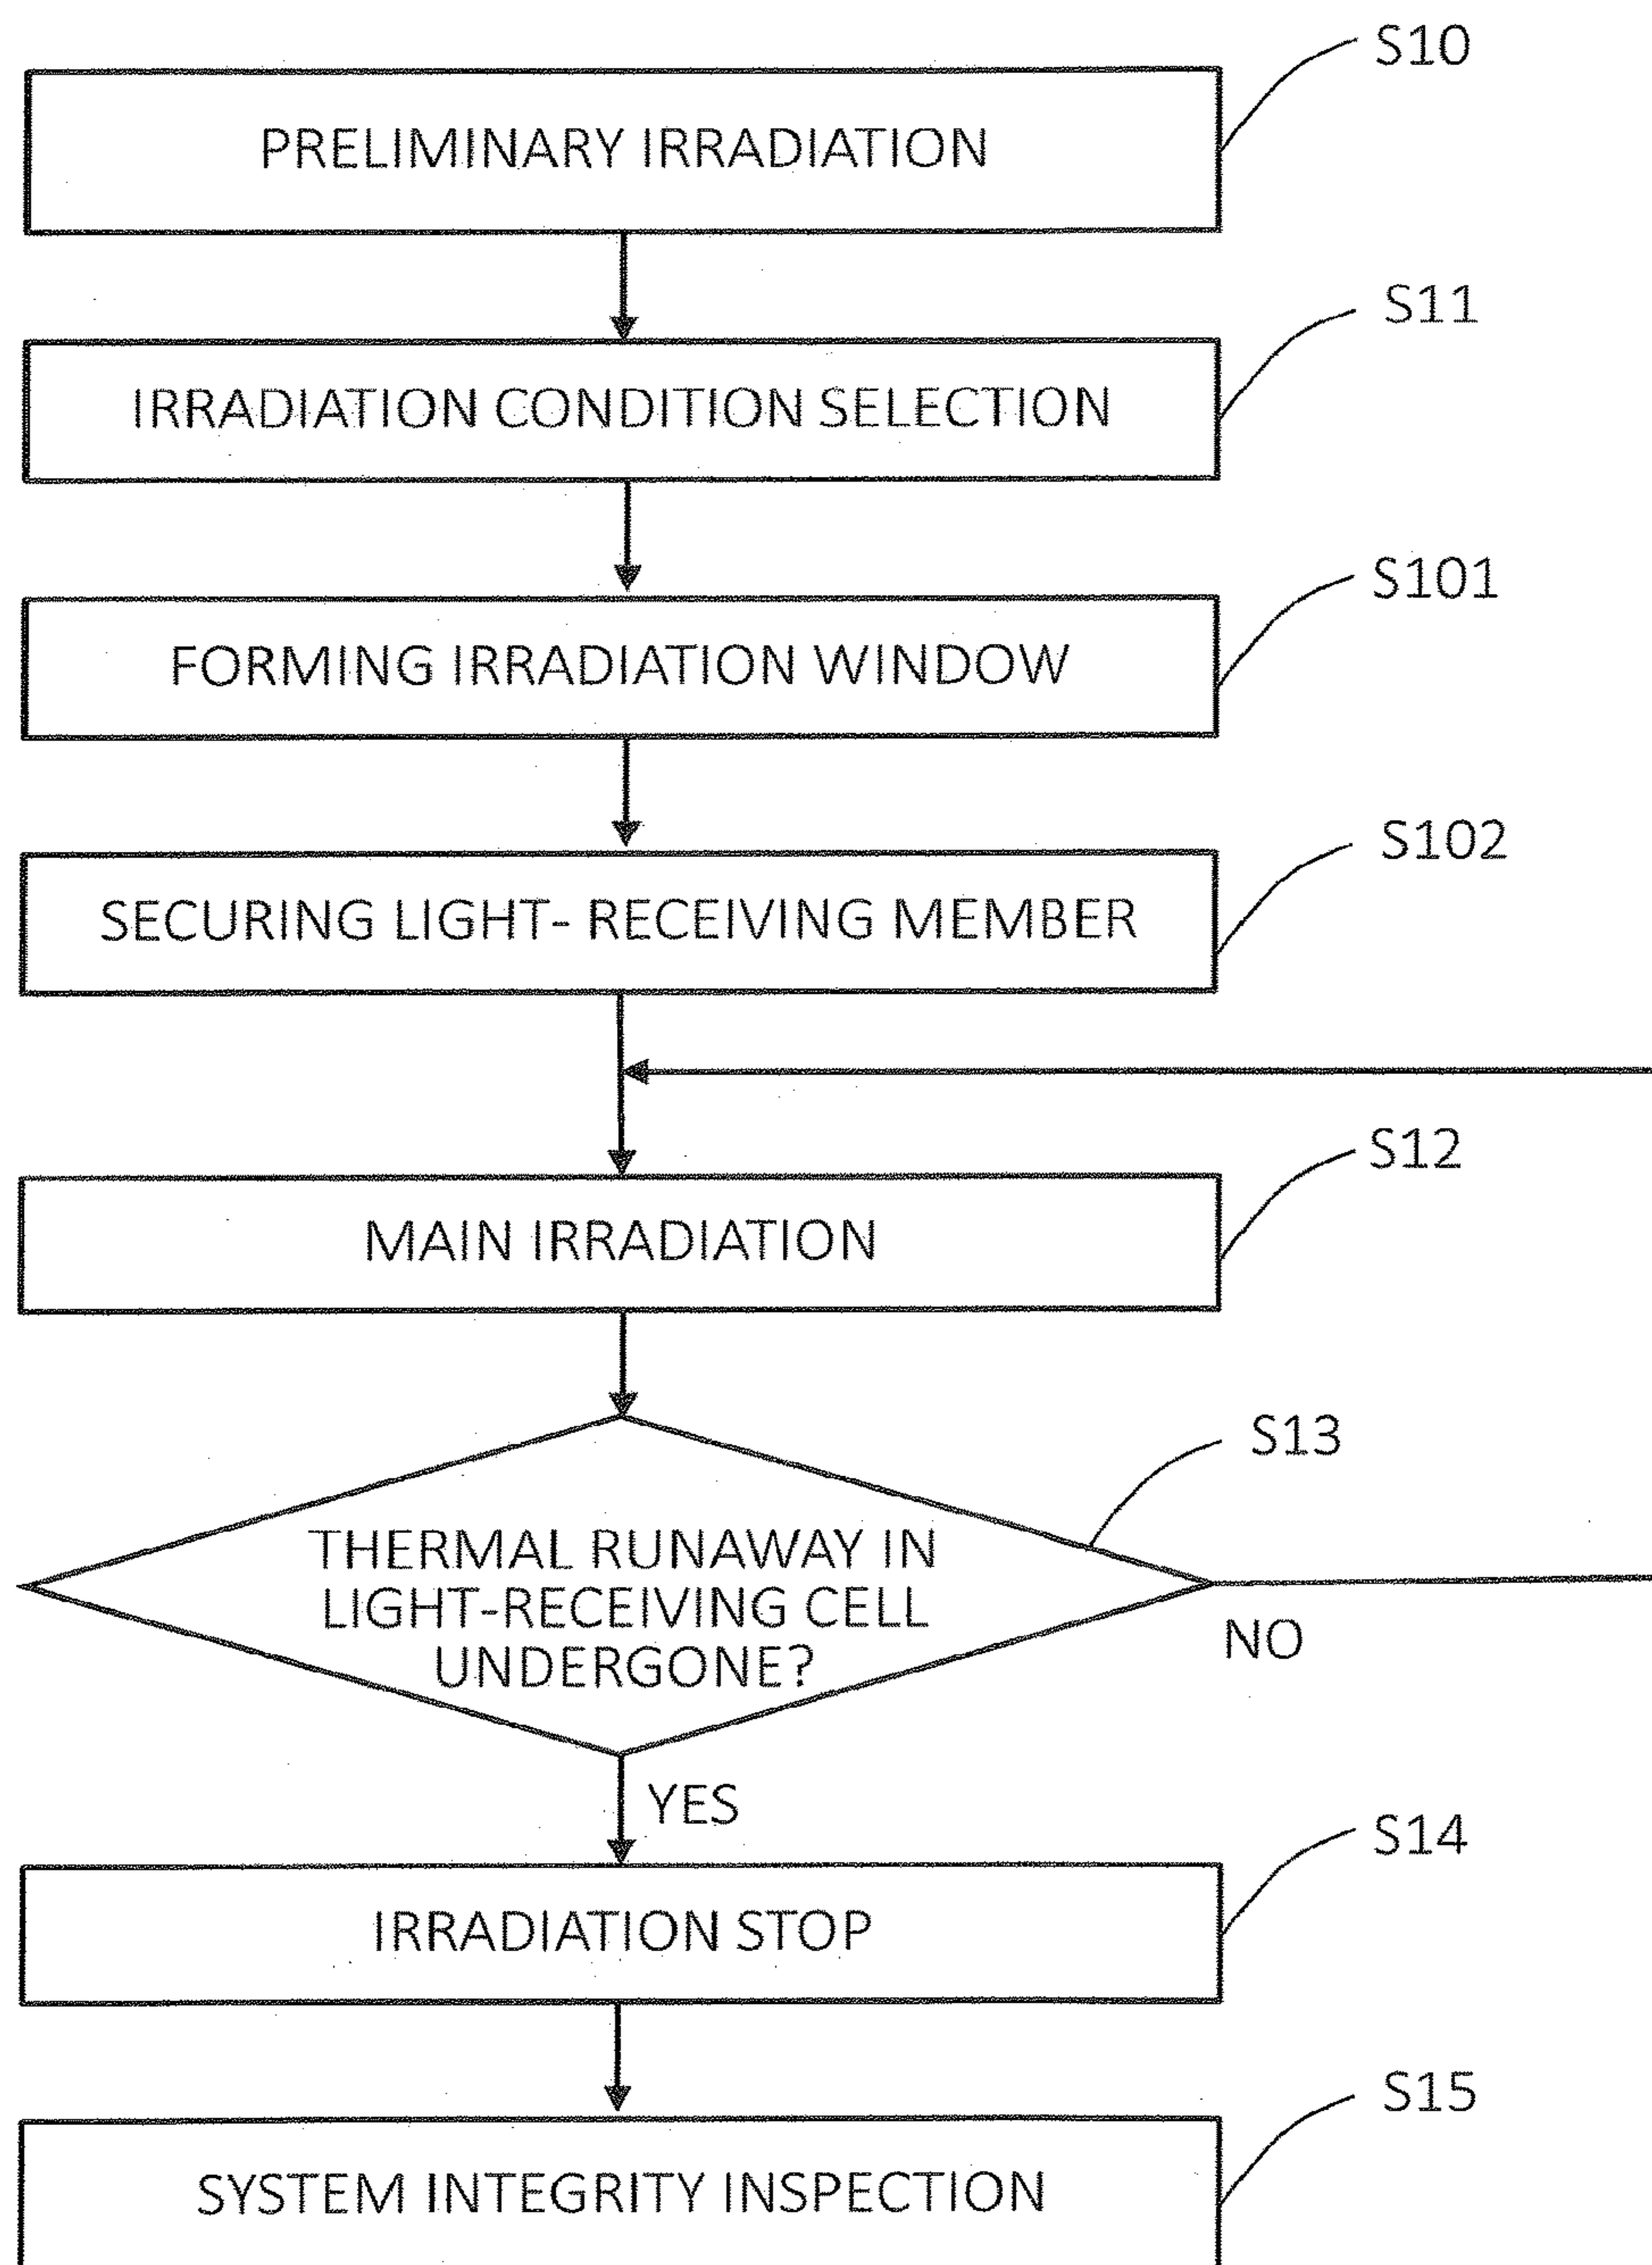 S10
PRELIMINARY IRRADIATION
S11
IRRADIATION CONDITION SELECTION
S101
FORMING IRRADIATION WINDOW
S102
SECURING LIGHT- RECEIVING MEMBER
S12
MAIN IRRADIATION
S13
THERMAL RUNAWAY IN
LIGHT-RECEIVING CELL
UNDERGONE?
NO
YES
S14
IRRADIATION STOP
S15
SYSTEM INTEGRITY INSPECTION